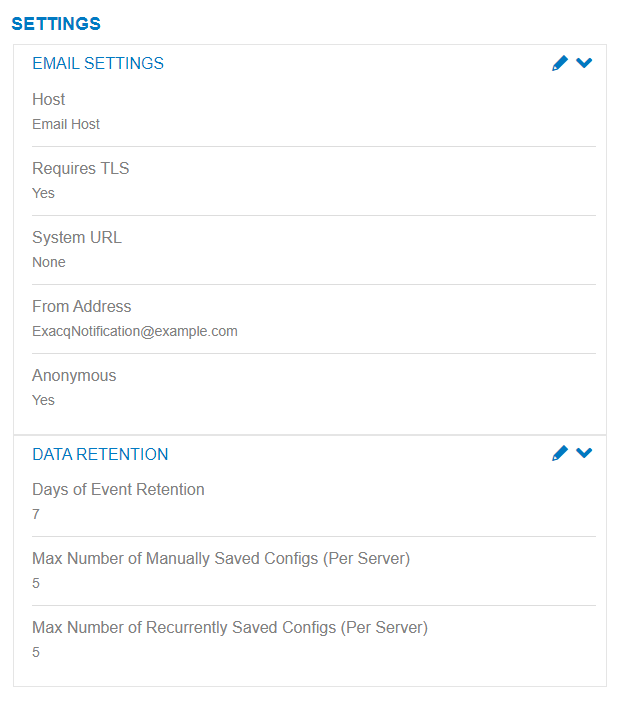 SETTINGS
EMAIL SETTINGS
Host
Email Host
Requires TLS
Yes
System URL
None
From Address
ExacqNotification@example.com
Anonymous
Yes
DATA RETENTION
Days of Event Retention
7
Max Number of Manually Saved Configs (Per Server)
5
Max Number of Recurrently Saved Configs (Per Server)
5